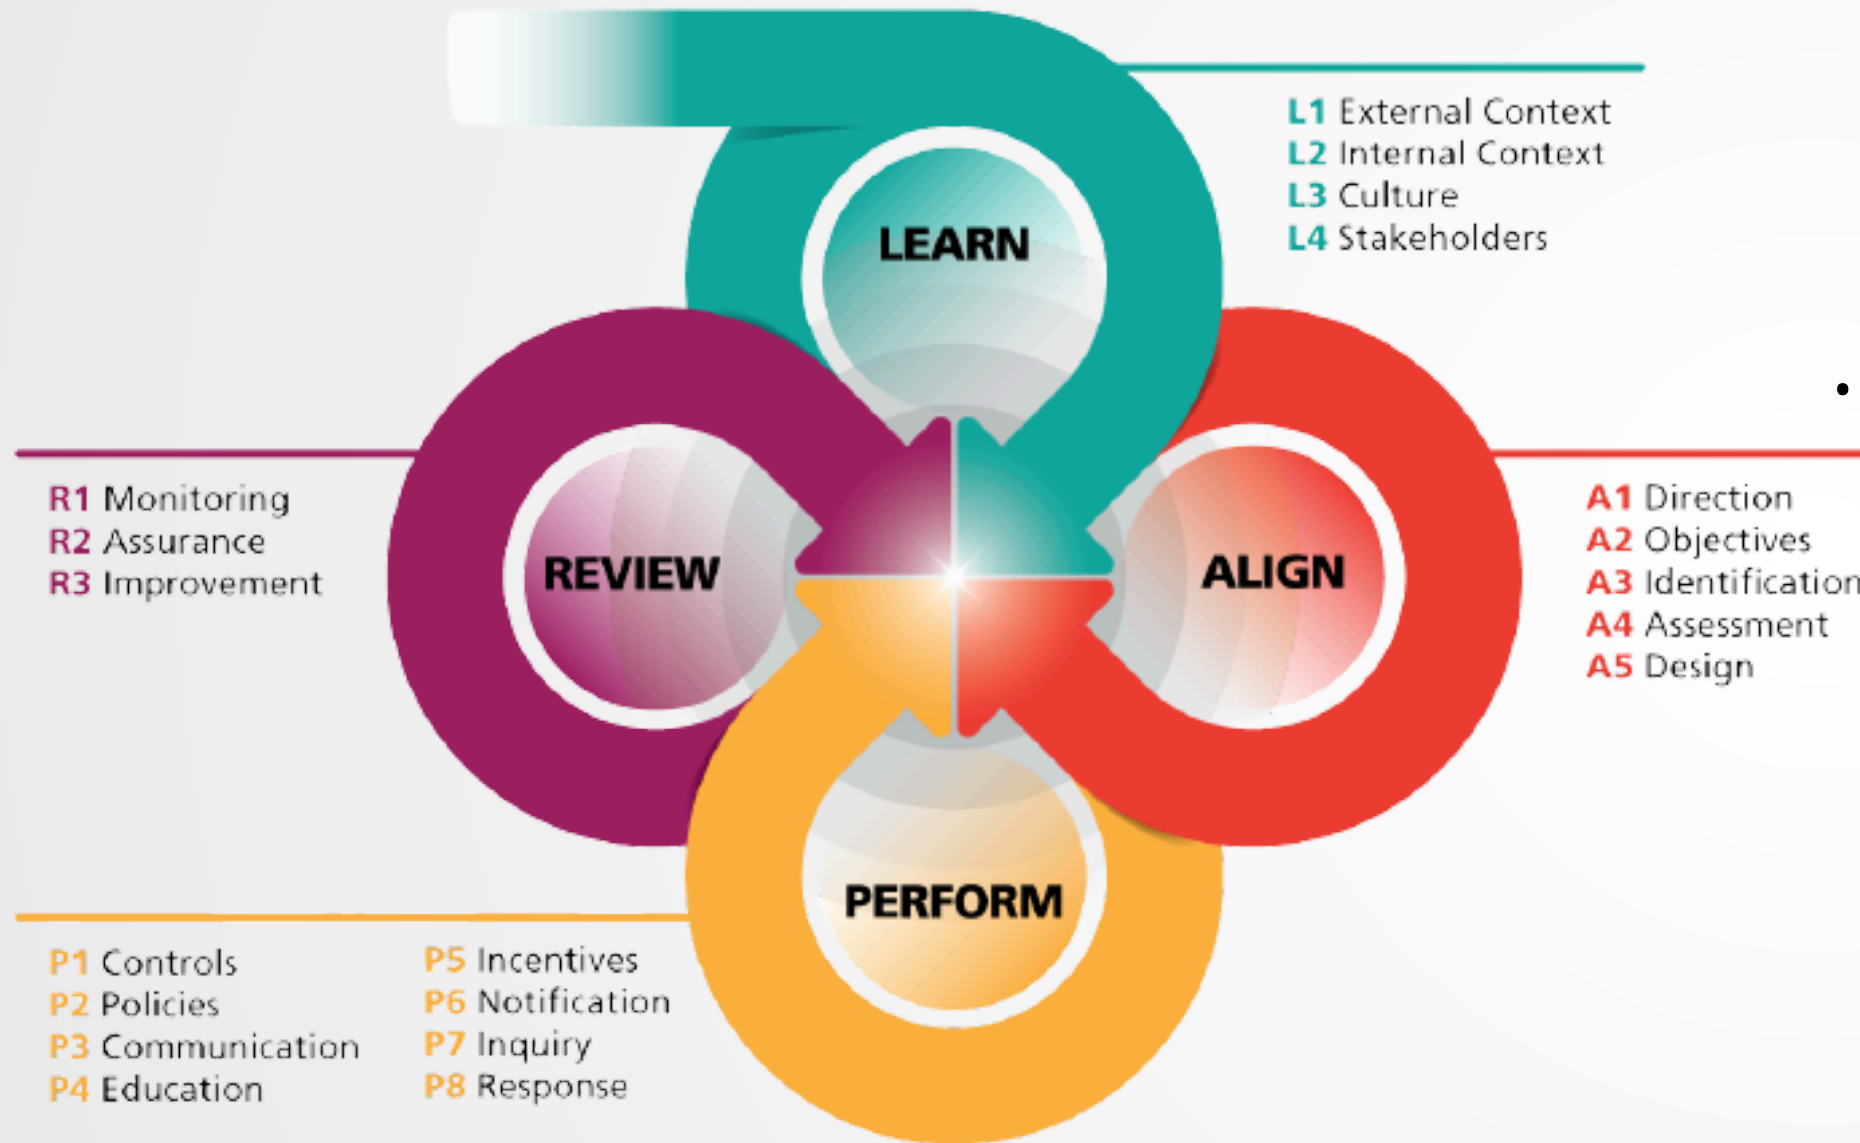 LEARN
L1 External Context
L2 Internal Context
L3 Culture
L4 Stakeholders
REVIEW
R1 Monitoring
R2 Assurance
R3 Improvement
ALIGN
A1 Direction
A2 Objectives
A3 Identification
A4 Assessment
A5 Design
PERFORM
P1 Controls
P2 Policies
P3 Communication
P4 Education
P5 Incentives
P6 Notification
P7 Inquiry
P8 Response